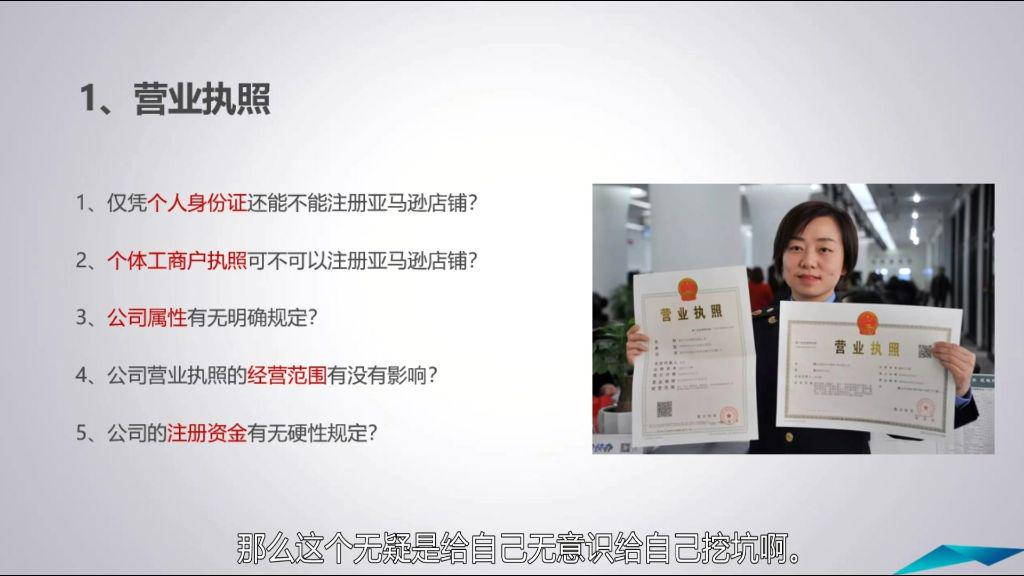 1、营业执照
1、仅凭个人身份证还能不能注册亚马逊店铺？
2、个体工商户执照可不可以注册亚马逊店铺？
3、公司属性有无明确规定？
4、公司营业执照的经营范围有没有影响？
5、公司的注册资金有无硬性规定？
营业执照
营业执照
那么这个无疑是给自己无意识给自己挖坑啊。